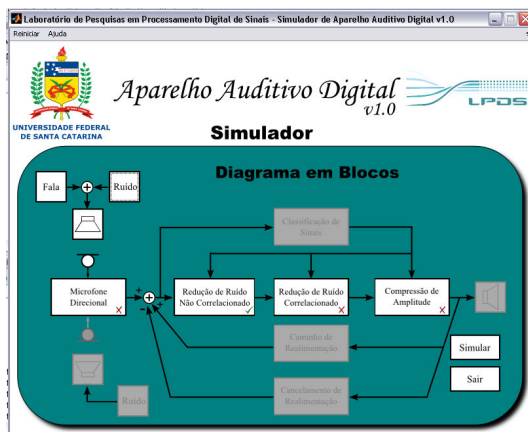 Laboratório de Pesquisas em Processamento Digital de Sinais - Simulador de Aparelho Auditivo Digital v1.0
Reiniciar Ajuda
Aparelho Auditivo Digital
v1.0
LPDS
UNIVERSIDADE FEDERAL
DE SANTA CATARINA
Simulador
Diagrama em Blocos
Fala
Ruído
Classificação de
Sinais
Microfone
Direcional
Redução de Ruído
Não Correlacionado
Redução de Ruído
Correlacionado
Compressão de
Amplitude
Caminho de
Realimentação
Simular
Sair
Cancelamento de
Realimentação
Ruído